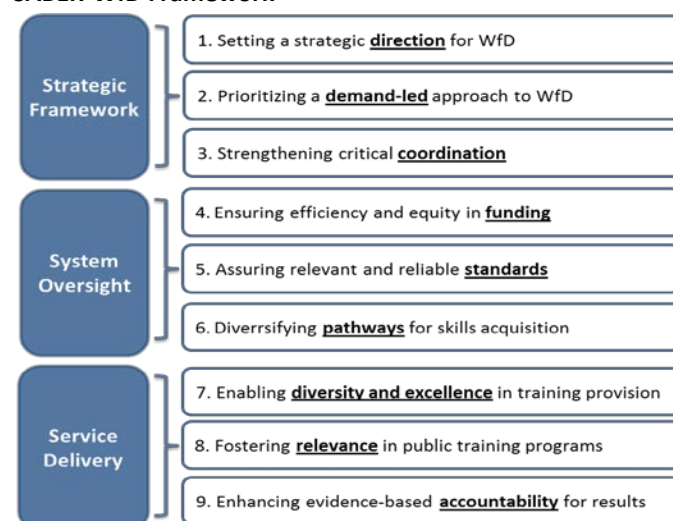 Strategic
Framework
1. Setting a strategic direction for WfD
2. Prioritizing a demand-led approach to WfD
3. Strengthening critical coordination
System
Oversight
4. Ensuring efficiency and equity in funding
5. Assuring relevant and reliable standards
6. Diverrsifying pathways for skills acquisition
Service
Delivery
7. Enabling diversity and excellence in training provision
8. Fostering relevance in public training programs
9. Enhancing evidence-based accountability for results